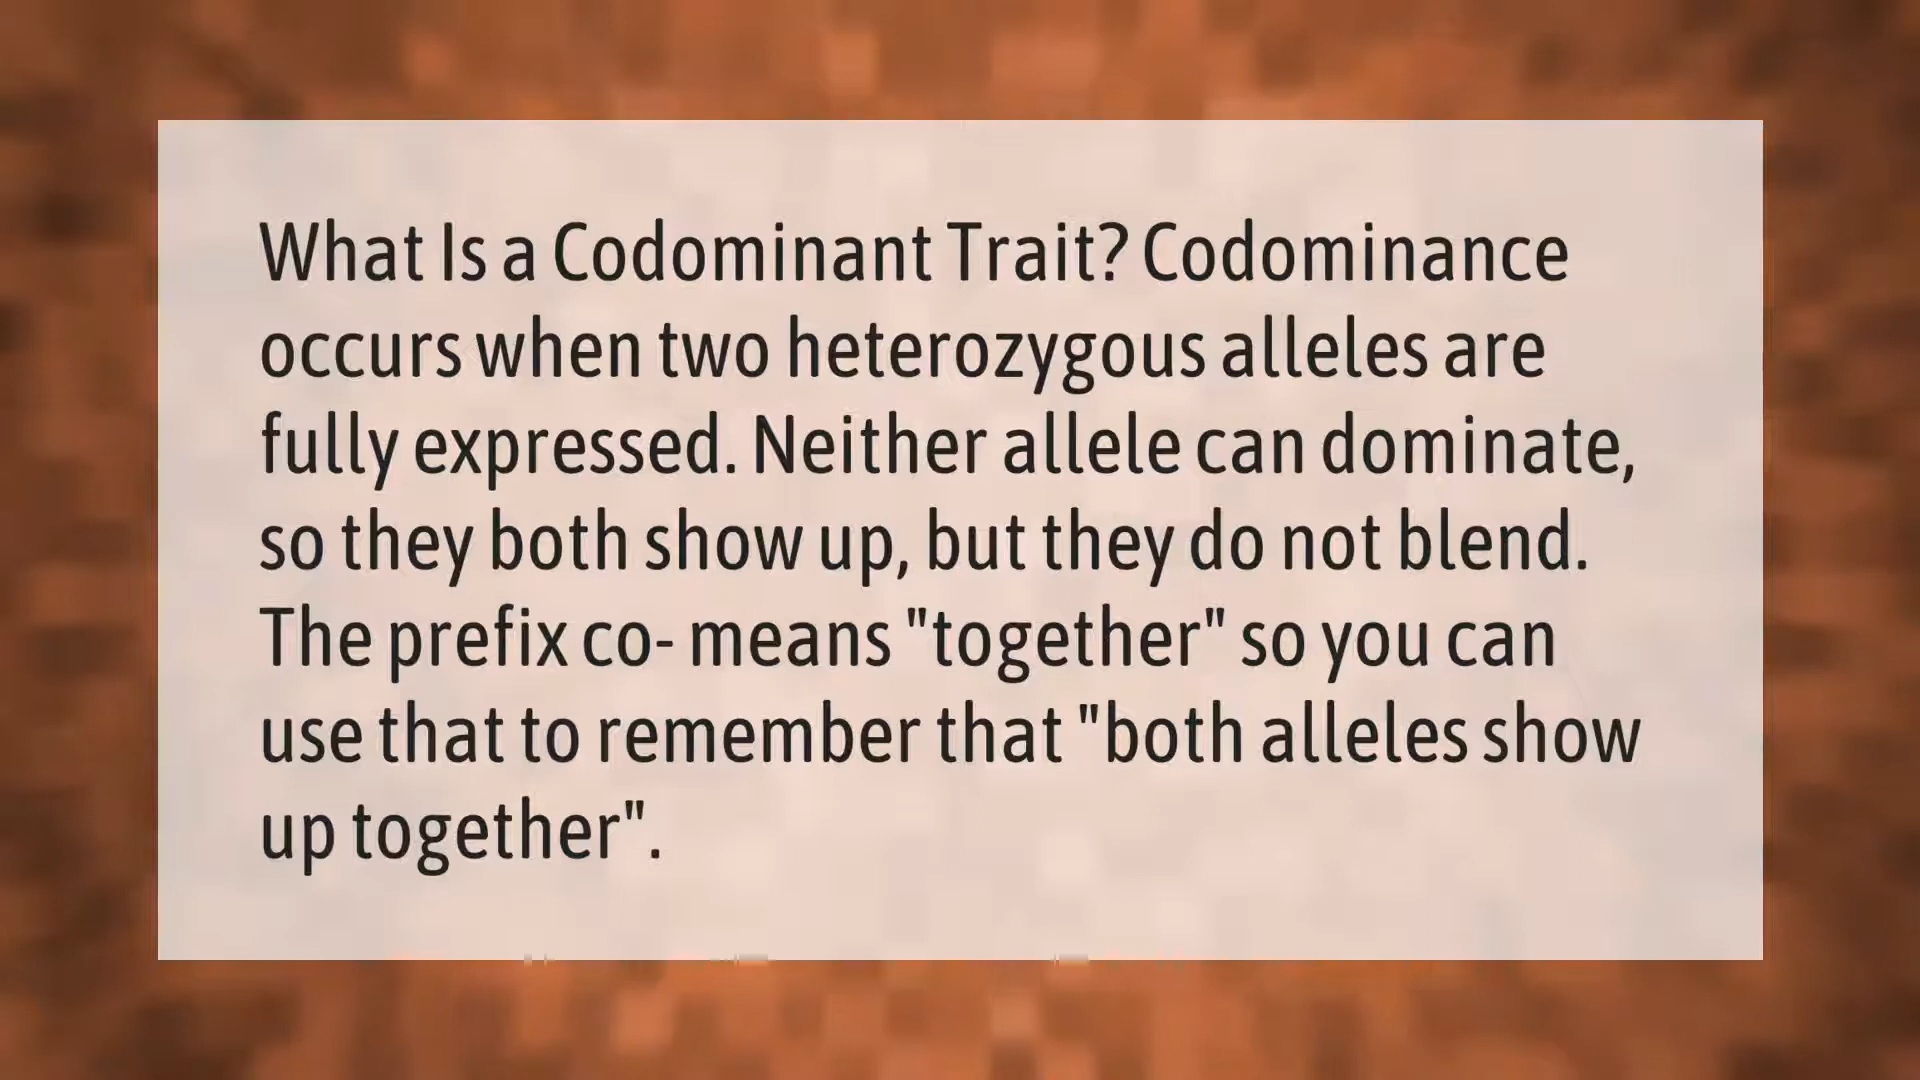 What Is a Codominant Trait? Codominance
occurs when two heterozygous alleles are
fully expressed. Neither allele can dominate,
so they both show up, but they do not blend.
The prefix co- means "together" so you can
use that to remember that "both alleles show
up together".